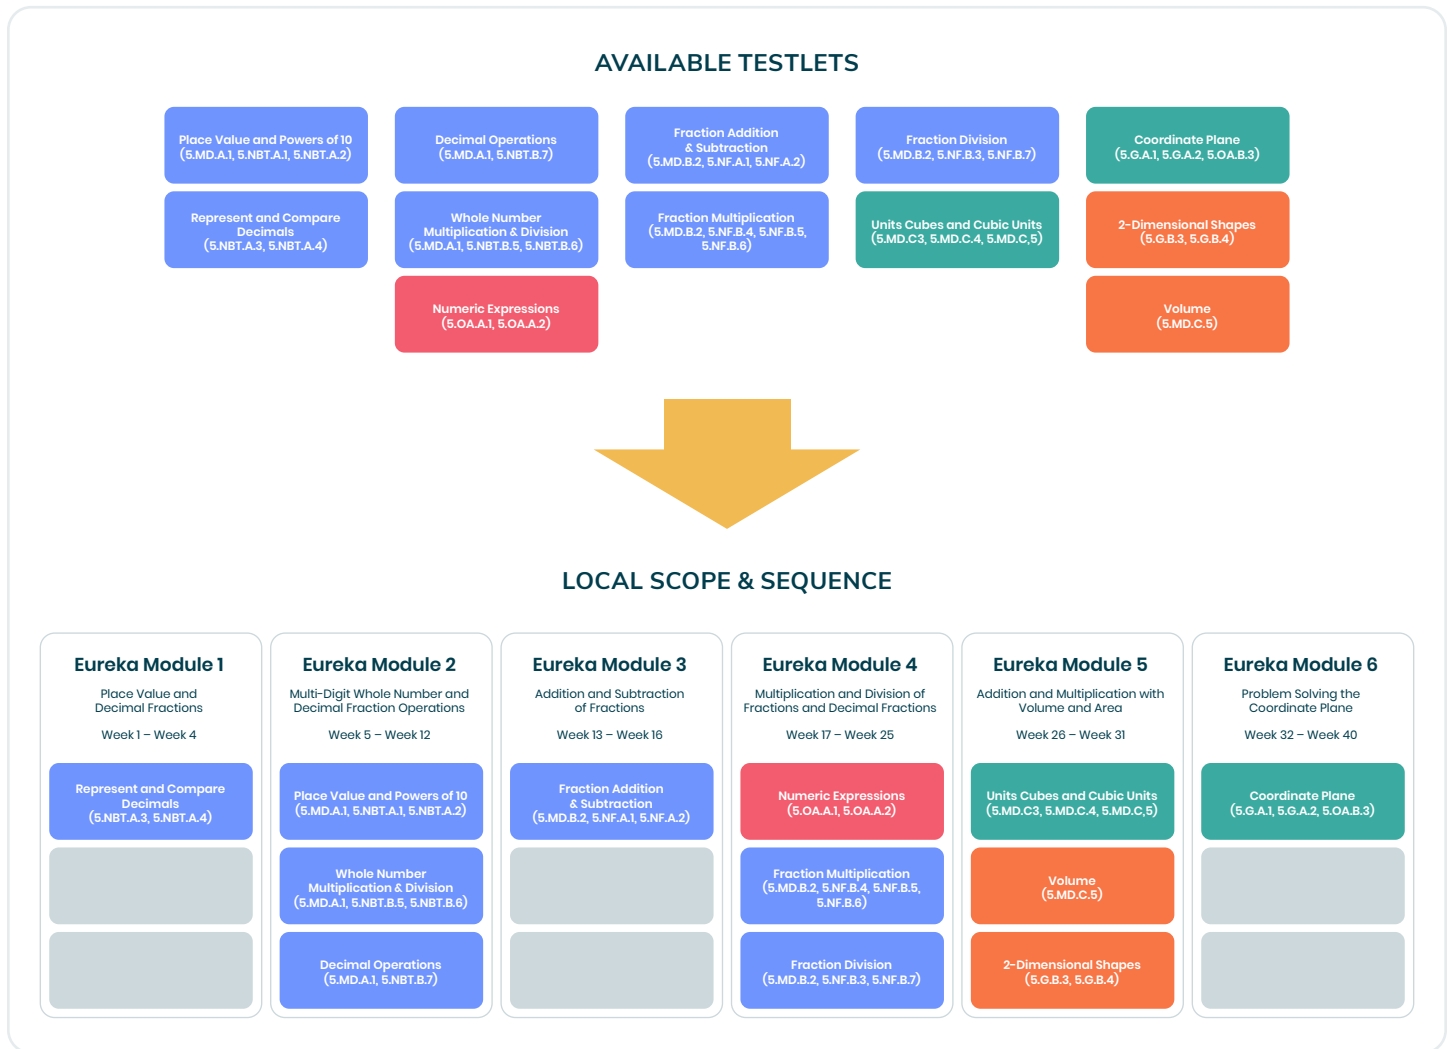 AVAILABLE TESTLETS
Place Value and Powers of 10
(5.MD.A.1, 5.NBT.A.1, 5.NBT.A.2)
Decimal Operations
(5.MD.A.1, 5.NBT.B.7)
Fraction Addition
& Subtraction
(5.MD.B.2, 5.NF.A.1, 5.NF.A.2)
Fraction Division
(5.MD.B.2, 5.NF.B.3, 5.NF.B.7)
Coordinate Plane
(5.G.A.1, 5.G.A.2, 5.OA.B.3)
Represent and Compare
Decimals
(5.NBT.A.3, 5.NBT.A.4)
Whole Number
Multiplication & Division
(5.MD.A.1, 5.NBT.B.5, 5.NBT.B.6)
Fraction Multiplication
(5.MD.B.2, 5.NF.B.4, 5.NF.B.5,
5.NF.B.6)
Units Cubes and Cubic Units
(5.MD.C3, 5.MD.C.4, 5.MD.C,5)
2-Dimensional Shapes
(5.G.B.3, 5.G.B.4)
Numeric Expressions
(5.OA.A.1, 5.OA.A.2)
Volume
(5.MD.C.5)
LOCAL SCOPE & SEQUENCE
Eureka Module 1
Place Value and
Decimal Fractions
Week 1 – Week 4
Represent and Compare
Decimals
(5.NBT.A.3, 5.NBT.A.4)
Eureka Module 2
Multi-Digit Whole Number and
Decimal Fraction Operations
Week 5 – Week 12
Place Value and Powers of 10
(5.MD.A.1, 5.NBT.A.1, 5.NBT.A.2)
Whole Number
Multiplication & Division
(5.MD.A.1, 5.NBT.B.5, 5.NBT.B.6)
Decimal Operations
(5.MD.A.1, 5.NBT.B.7)
Eureka Module 3
Addition and Subtraction
of Fractions
Week 13 – Week 16
Fraction Addition
& Subtraction
(5.MD.B.2, 5.NF.A.1, 5.NF.A.2)
Eureka Module 4
Multiplication and Division of
Fractions and Decimal Fractions
Week 17 – Week 25
Numeric Expressions
(5.OA.A.1, 5.OA.A.2)
Fraction Multiplication
(5.MD.B.2, 5.NF.B.4, 5.NF.B.5,
5.NF.B.6)
Fraction Division
(5.MD.B.2, 5.NF.B.3, 5.NF.B.7)
Eureka Module 5
Addition and Multiplication with
Volume and Area
Week 26 – Week 31
Units Cubes and Cubic Units
(5.MD.C3, 5.MD.C.4, 5.MD.C,5)
Volume
(5.MD.C.5)
2-Dimensional Shapes
(5.G.B.3, 5.G.B.4)
Eureka Module 6
Problem Solving the
Coordinate Plane
Week 32 – Week 40
Coordinate Plane
(5.G.A.1, 5.G.A.2, 5.OA.B.3)